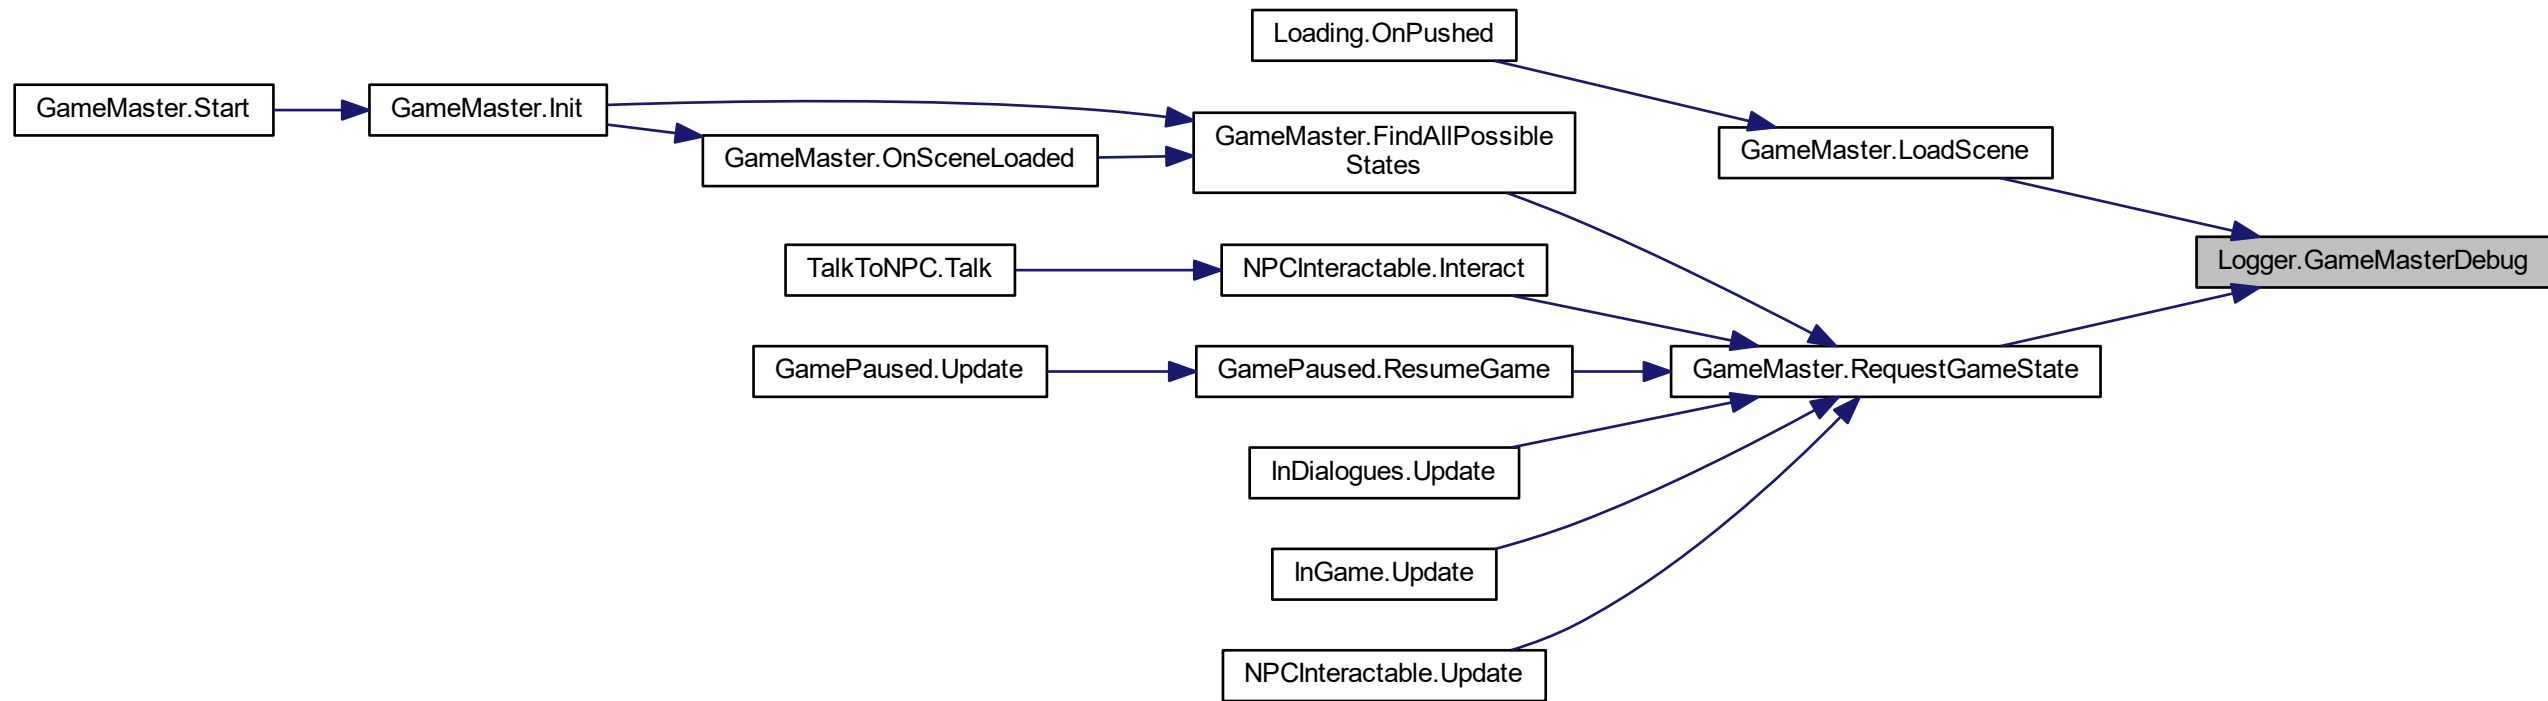 Loading.OnPushed
GameMaster.Start
GameMaster.Init
GameMaster.OnSceneLoaded
GameMaster.FindAllPossible
States
GameMaster.LoadScene
Logger.GameMasterDebug
TalkToNPC.Talk
NPCInteractable.Interact
GamePaused.Update
GamePaused.ResumeGame
GameMaster.RequestGameState
InDialogues.Update
InGame.Update
NPCInteractable.Update